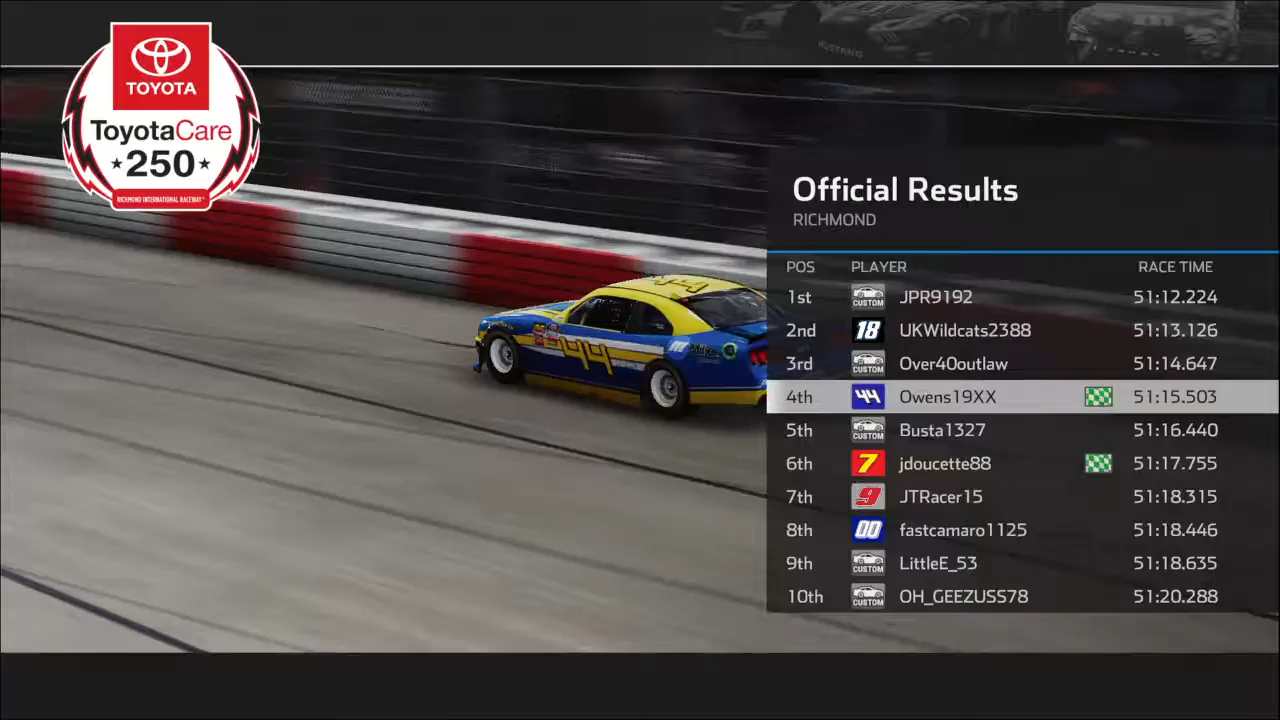 TOYOTA
ToyotaCare
250
RICHMOND INTERNATIONAL RACEWAY
MUSTANG
Official Results
RICHMOND
POS PLAYER RACE TIME
1st CUSTOM JPR9192 51:12.224
2nd 18 UKWildcats2388 51:13.126
3rd CUSTOM Over40outlaw 51:14.647
4th 44 Owens19XX 51:15.503
5th CUSTOM Busta1327 51:16.440
6th 7 jdoucette88 51:17.755
7th 9 JTRacer15 51:18.315
8th 00 fastcamaro1125 51:18.446
9th CUSTOM LittleE_53 51:18.635
10th CUSTOM OH_GEEZUSS78 51:20.288
44
44